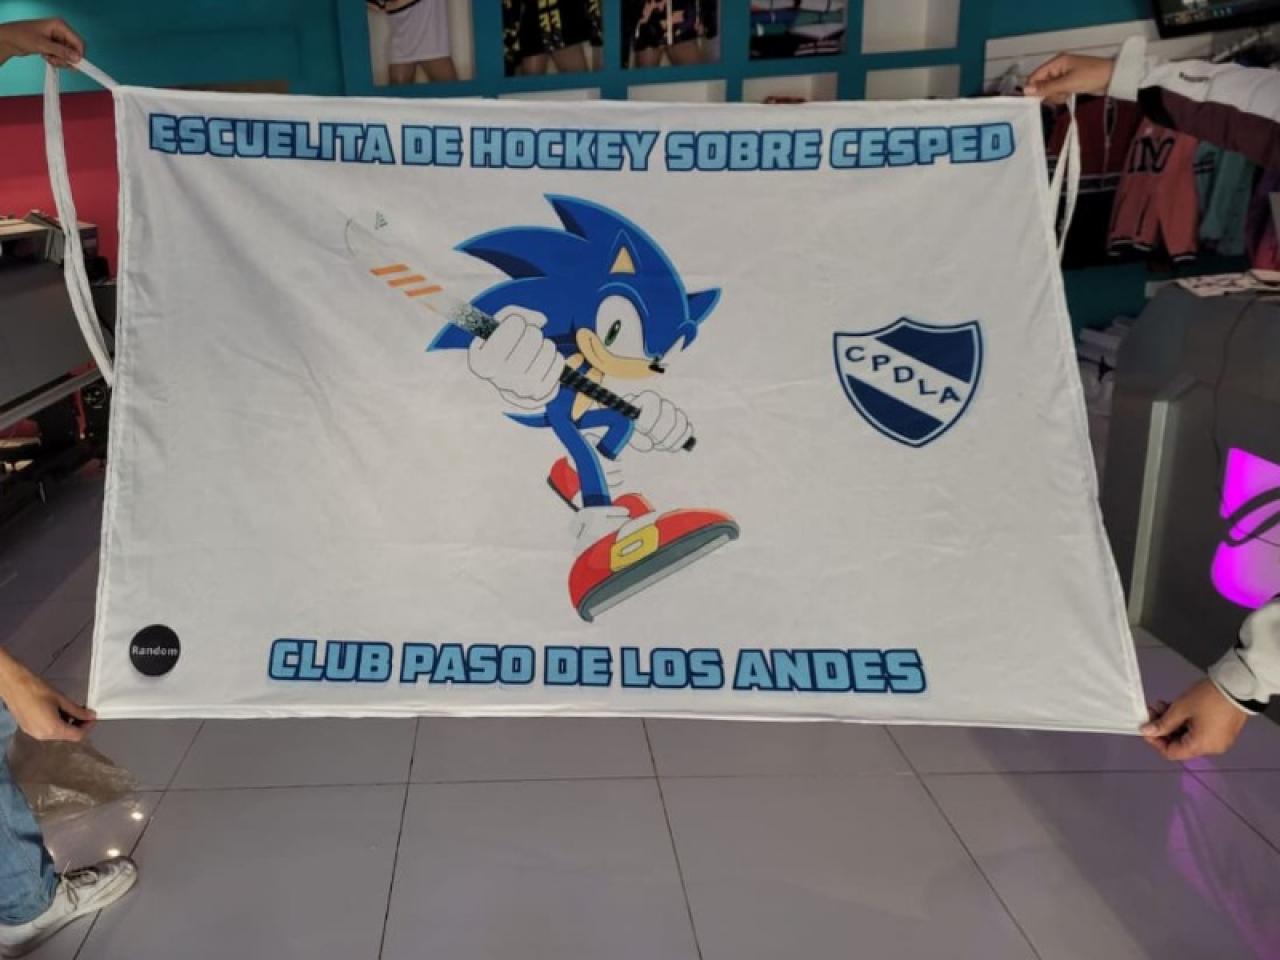 ESCUELITA DE HOCKEY SOBRE CESPED
CPDLA
Random
CLUB PASO DE LOS ANDES